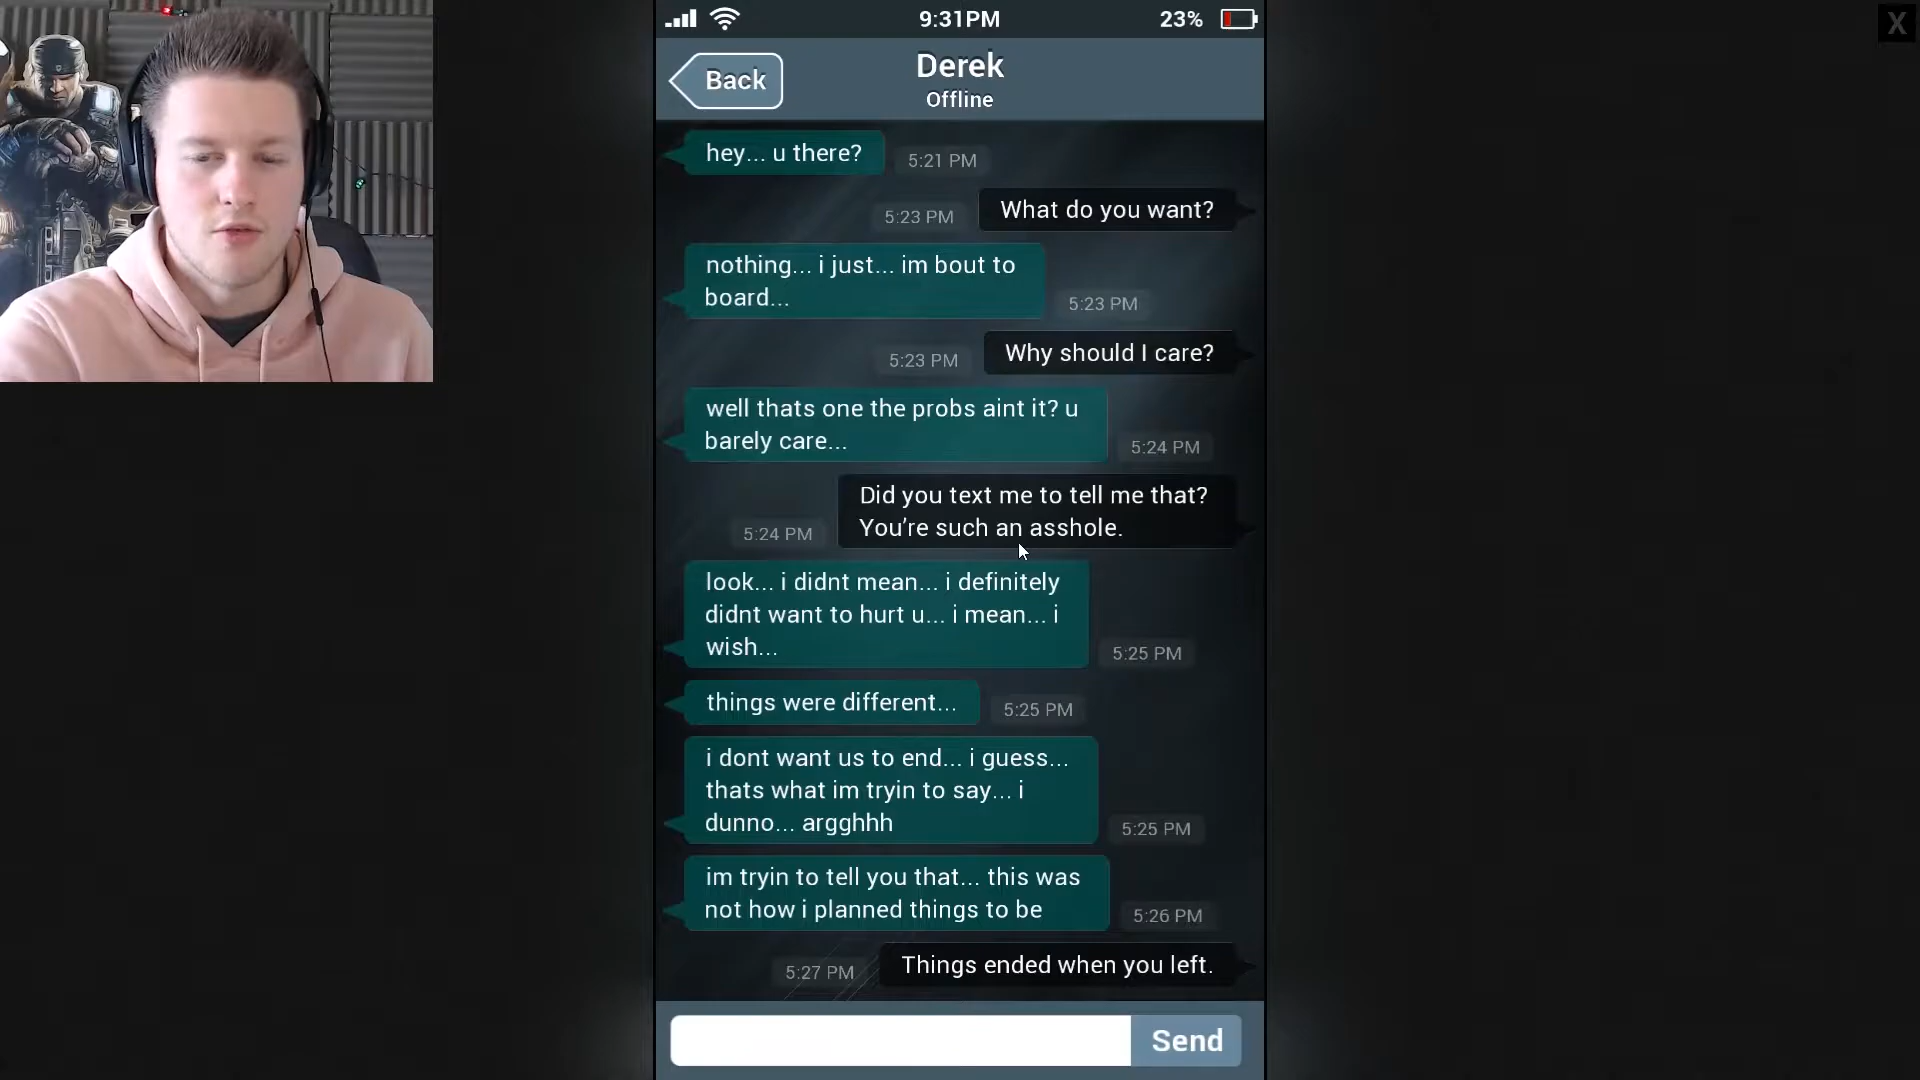 9:31PM
23%
X
Back
Derek
Offline
hey... u there?
5:21 PM
What do you want?
5:23 PM
nothing... i just... im bout to
board...
5:23 PM
Why should I care?
5:23 PM
well thats one the probs aint it? u
barely care...
5:24 PM
Did you text me to tell me that?
You're such an asshole.
5:24 PM
look... i didnt mean... i definitely
didnt want to hurt u... i mean... i
wish...
5:25 PM
things were different...
5:25 PM
i dont want us to end... i guess...
thats what im tryin to say... i
dunno... argghhh
5:25 PM
im tryin to tell you that... this was
not how i planned things to be
5:26 PM
Things ended when you left.
5:27 PM
Send